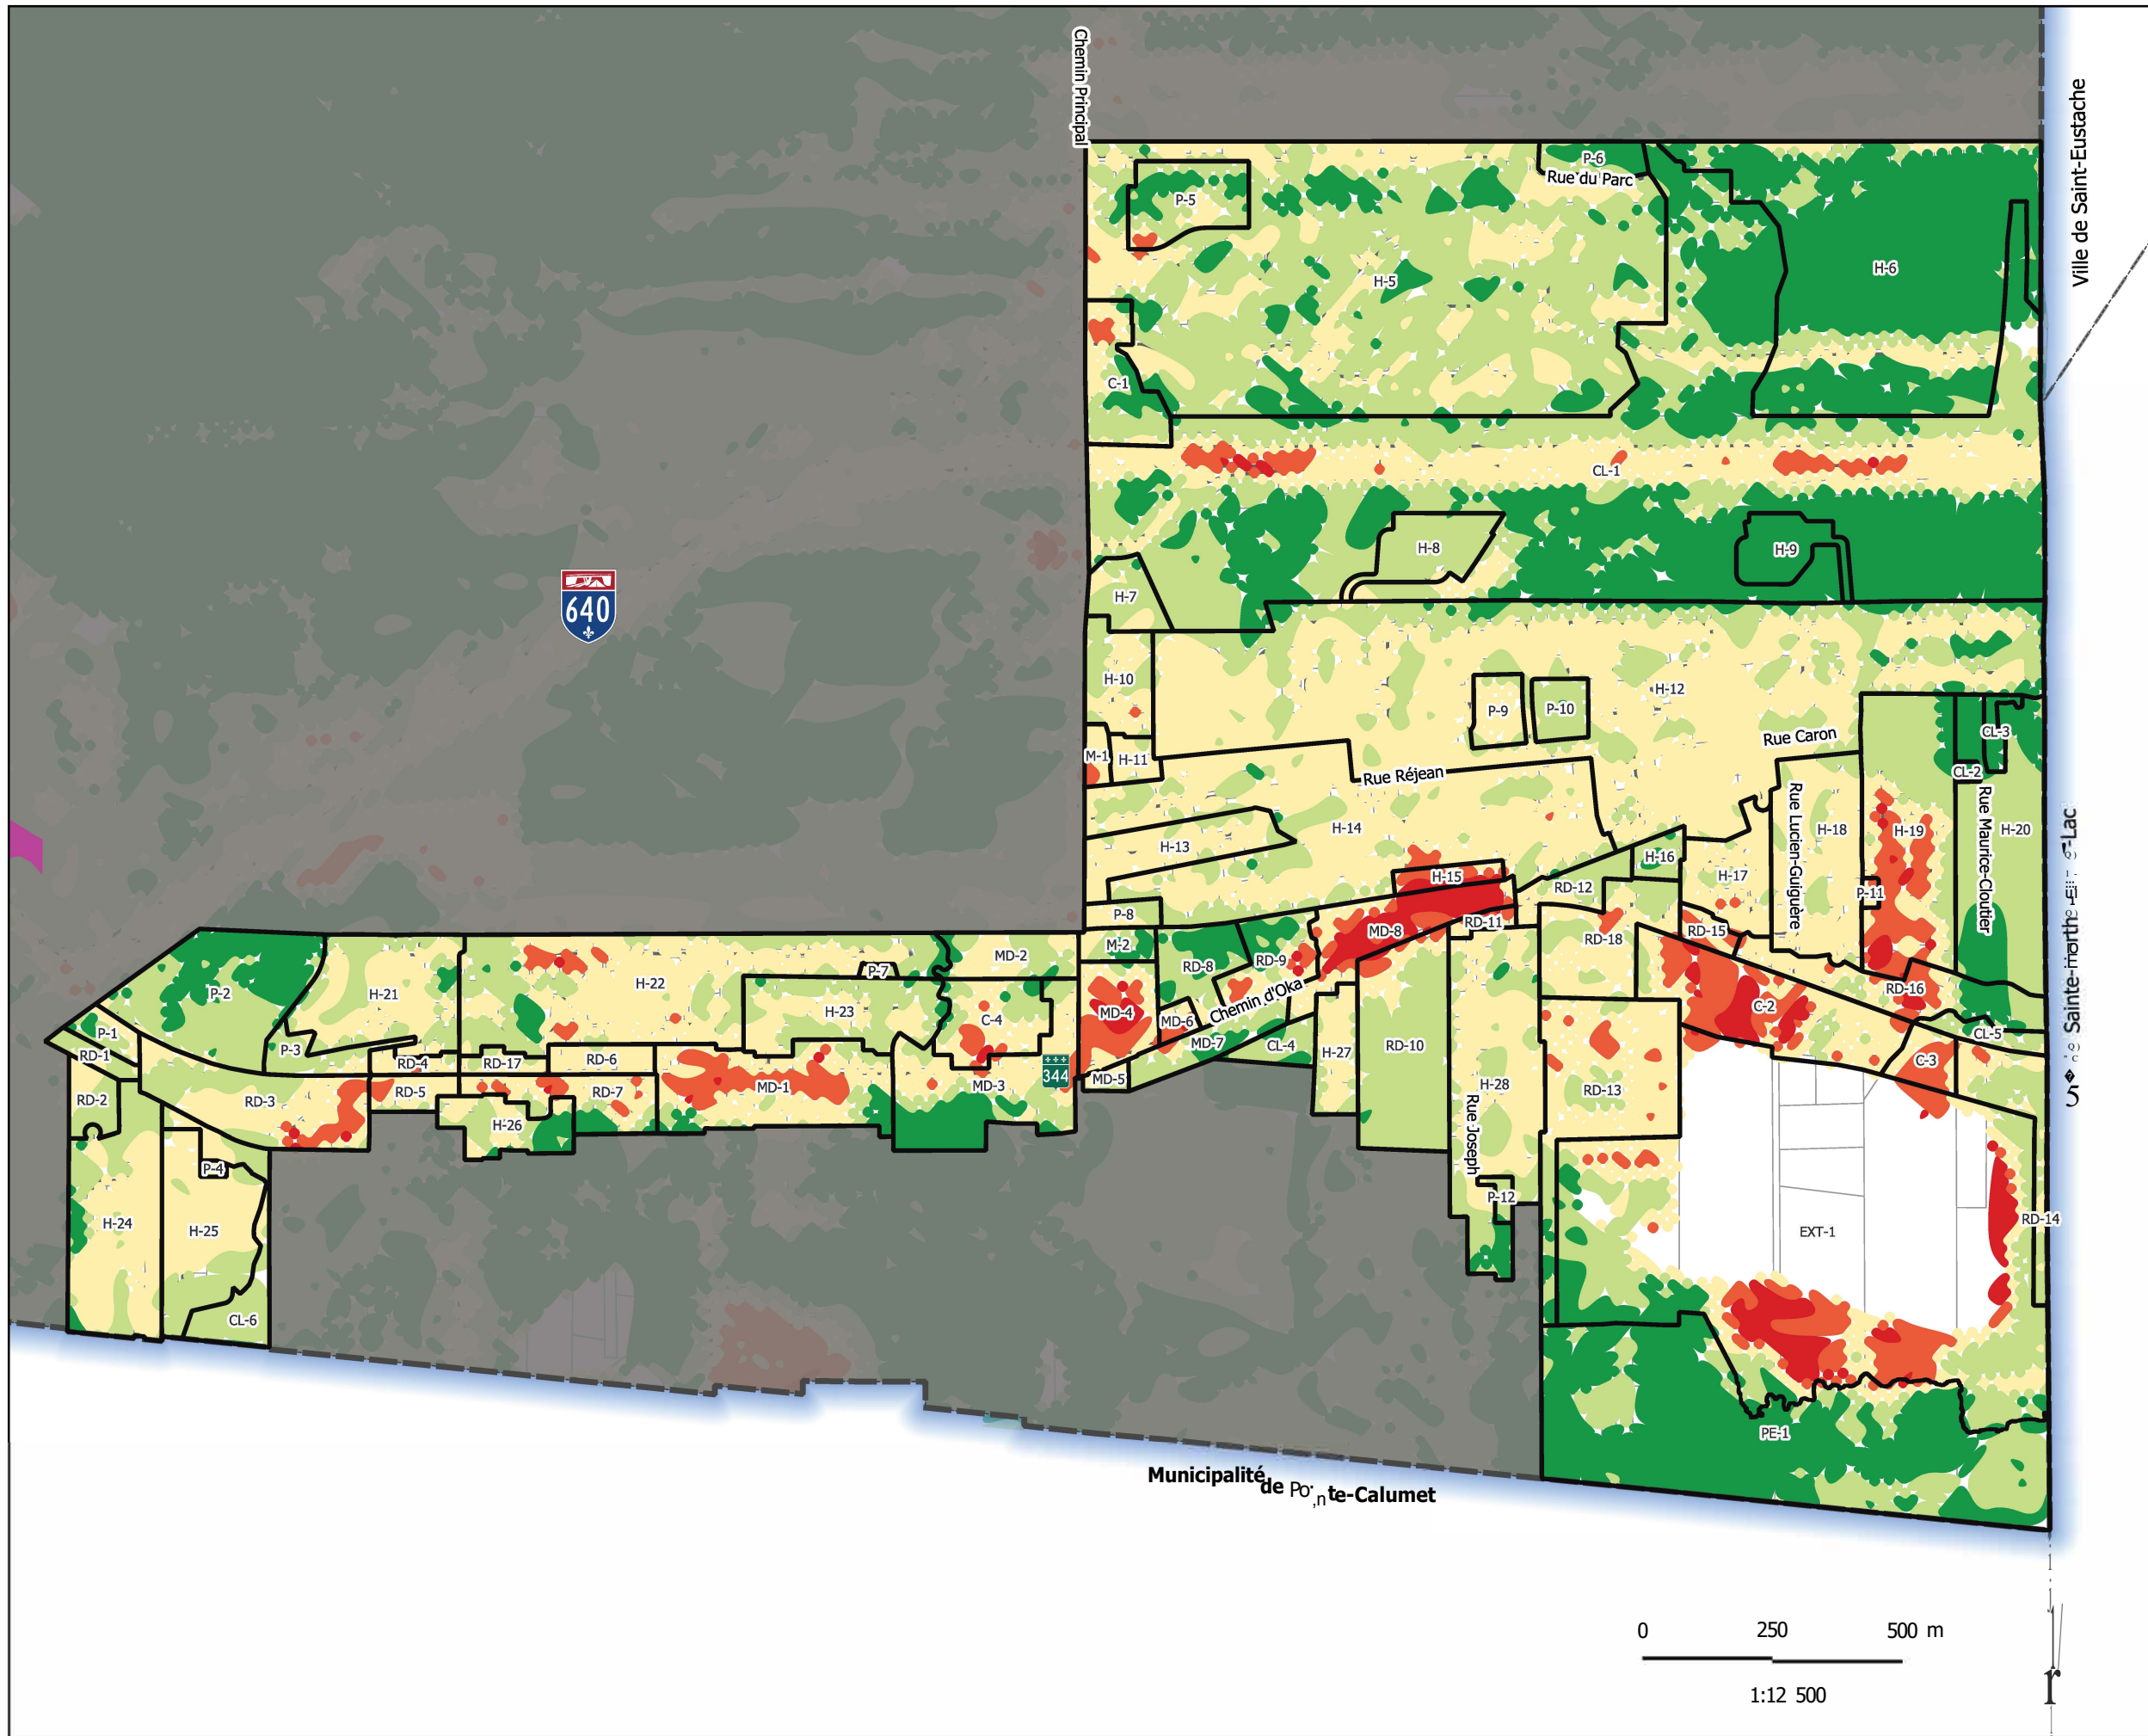 Chemin Principal
Ville de Saint-Eustache
P-6
Rue du Parc
P-5
H-6
H-5
C-1
CL-1
H-8
H-9
640
H-7
H-10
H-12
P-9
P-10
CL-3
Rue Caron
M-1
H-11
CL-2
Rue Réjean
Rue Lucien-Guiguère
Rue Maurice-Cloutier
H-14
H-18
H-19
H-20
H-13
H-16
H-17
H-15
RD-12
P-11
P-8
RD-11
MD-8
RD-15
RD-18
M-2
MD-2
RD-9
RD-8
P-7
H-22
P-2
H-21
RD-16
Chemin d'Oka
C-2
H-23
MD-4
C-4
MD-6
P-1
CL-5
MD-7
CL-4
RD-10
P-3
H-27
RD-1
RD-6
C-3
RD-4
RD-17
344
MD-5
MD-1
MD-3
H-28
RD-5
RD-7
RD-13
RD-2
RD-3
H-26
Rue Joseph
P-4
P-12
RD-14
H-24
H-25
EXT-1
CL-6
PE-1
Municipalité de Pointe-Calumet
0 250 500 m
1:12 500